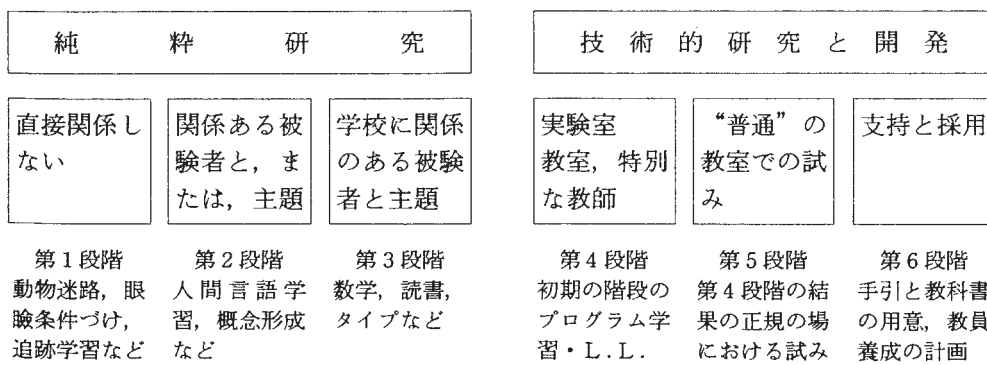 純粋研究
技術的研究と開発
直接関係し
ない
関係ある被
験者と，ま
たは，主題
学校に関係
のある被験
者と主題
実験室
教室，特別
な教師
“普通”の
教室での試
み
支持と採用
第1段階
動物迷路，眼
瞼条件づけ，
追跡学習など
第2段階
人間言語学
習，概念形成
など
第3段階
数学，読書，
タイプなど
第4段階
初期の階段の
プログラム学
習・L.L.
第5段階
第4段階の結
果の正規の場
における試み
第6段階
手引と教科書
の用意，教員
養成の計画